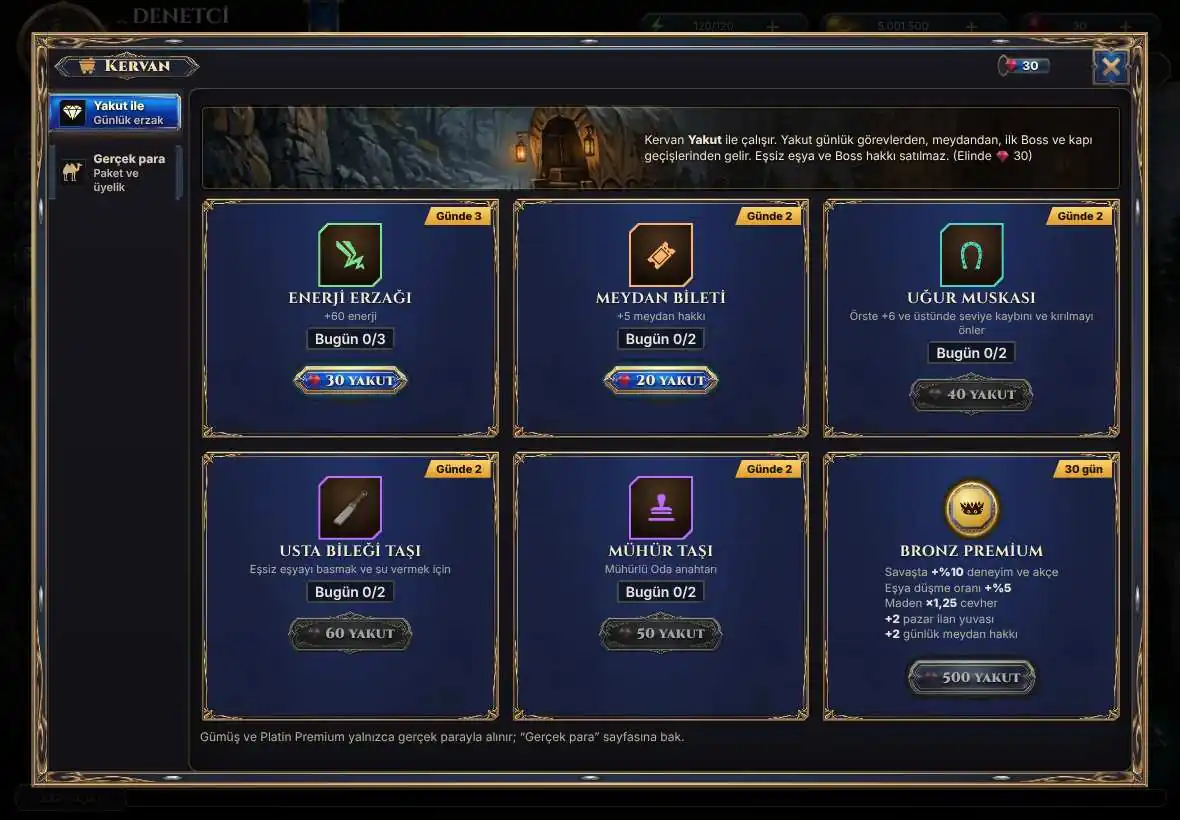 DENETCİ
120/120
5.001.500
30
KERVAN
30
Yakut ile
Günlük erzak
Gerçek para
Paket ve
üyelik
Kervan Yakut ile çalışır. Yakut günlük görevlerden, meydandan, ilk Boss ve kapı
geçişlerinden gelir. Eşsiz eşya ve Boss hakkı satılmaz. (Elinde 30)
Günde 3
ENERJİ ERZAĞI
+60 enerji
Bugün 0/3
30 YAKUT
Günde 2
MEYDAN BİLETİ
+5 meydan hakkı
Bugün 0/2
20 YAKUT
Günde 2
UĞUR MUSKASI
Örste +6 ve üstünde seviye kaybını ve kırılmayı
önler
Bugün 0/2
40 YAKUT
Günde 2
USTA BİLEĞİ TAŞI
Eşsiz eşyayı basmak ve su vermek için
Bugün 0/2
60 YAKUT
Günde 2
MÜHÜR TAŞI
Mühürlü Oda anahtarı
Bugün 0/2
50 YAKUT
30 gün
BRONZ PREMİUM
Savaşta +%10 deneyim ve akçe
Eşya düşme oranı +%5
Maden ×1,25 cevher
+2 pazar ilan yuvası
+2 günlük meydan hakkı
500 YAKUT
Gümüş ve Platin Premium yalnızca gerçek parayla alınır; “Gerçek para” sayfasına bak.